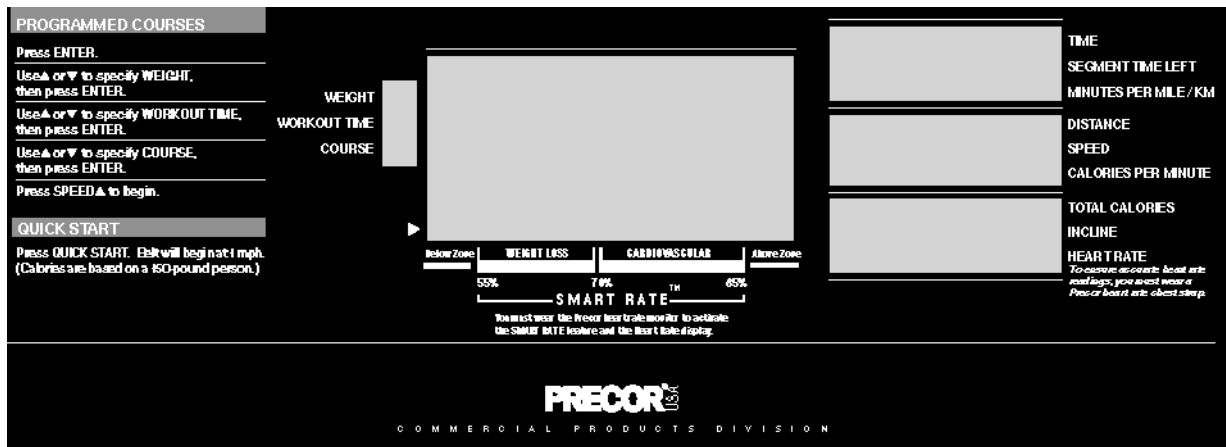 PROGRAMMED COURSES
Press ENTER.
Use▲ or▼ to specify WEIGHT,
then press ENTER.
Use▲ or▼ to specify WORKOUT TIME,
then press ENTER.
Use▲ or▼ to specify COURSE,
then press ENTER.
Press SPEED▲ to begin.
QUICK START
Press QUICK START. Belt will begin at 1 mph.
(Calories are based on a 150-pound person.)
WEIGHT
WORKOUT TIME
COURSE
Below Zone WEIGHT LOSS CARDIOVASCULAR Above Zone
55% 70% 85%
SMART RATE™
You must wear the Precor heart rate monitor to activate
the SMART RATE feature and the Heart Rate display.
TIME
SEGMENT TIME LEFT
MINUTES PER MILE / KM
DISTANCE
SPEED
CALORIES PER MINUTE
TOTAL CALORIES
INCLINE
HEART RATE
To ensure accurate heart rate
readings, you must wear a
Precor heart rate chest strap.
PRECOR USA
COMMERCIAL PRODUCTS DIVISION